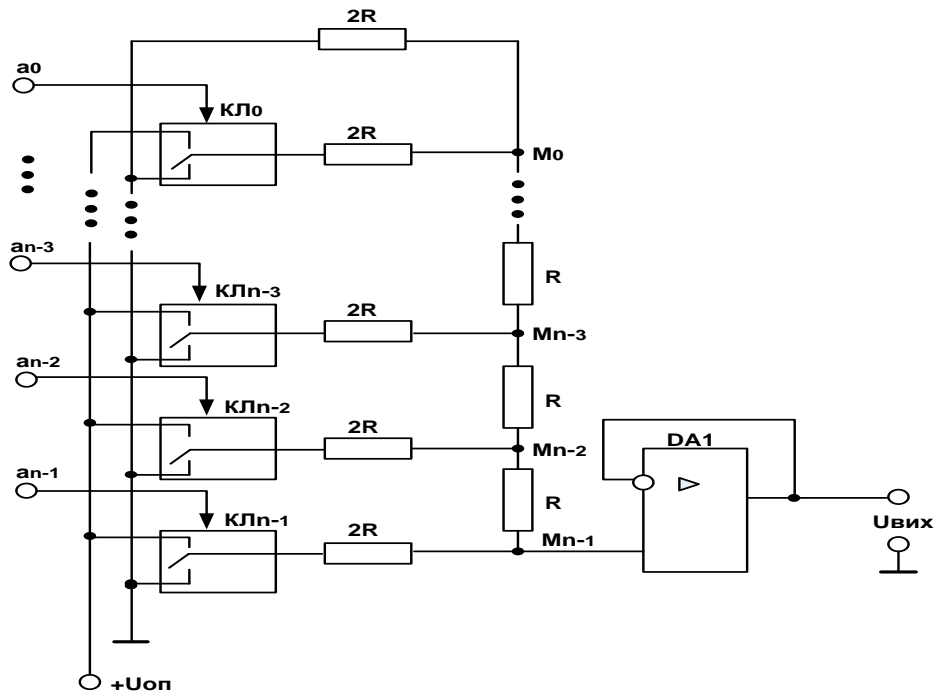 2R
a0
КЛ0
2R
M0
an-3
КЛn-3
R
2R
Mn-3
an-2
КЛn-2
R
2R
Mn-2
DA1
an-1
КЛn-1
R
2R
Mn-1
Uвих
+Uоп